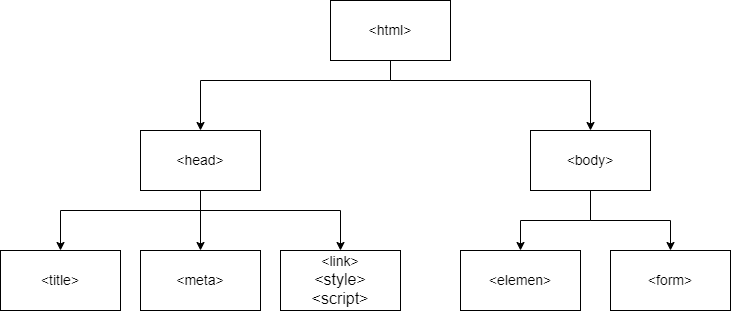 <html>
<head>
<body>
<title>
<meta>
<link>
<style>
<script>
<elemen>
<form>